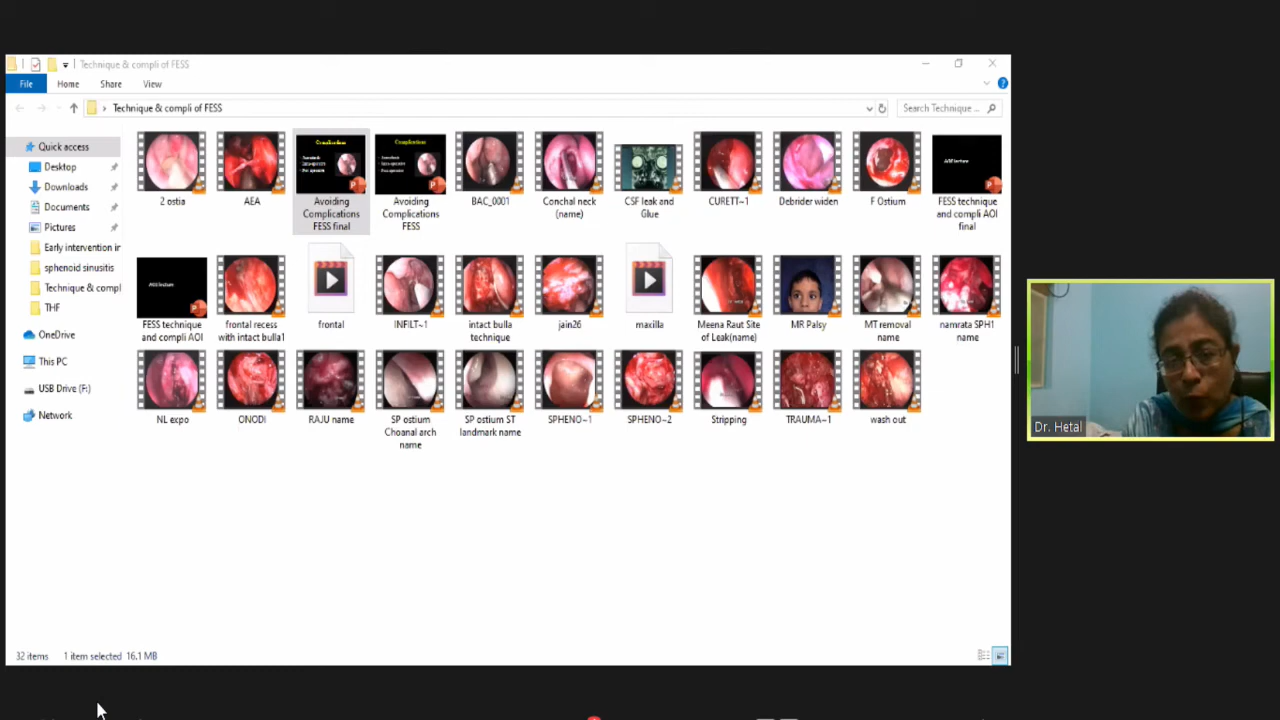 Technique & compli of FESS
File Home Share View
Technique & compli of FESS
Search Technique ...
Quick access
Desktop
Downloads
Documents
Pictures
Early intervention ir
sphenoid sinusitis
Technique & compl
THF
OneDrive
This PC
USB Drive (F:)
Network
Complications
Complications
2 ostia
AEA
Avoiding
Complications
FESS final
Avoiding
Complications
FESS
BAC_0001
Conchal neck
(name)
CSF leak and
Glue
CURETT~1
Debrider widen
F Ostium
FESS technique
and compli AOI
final
FESS technique
and compli AOI
frontal recess
with intact bulla1
frontal
INFILT~1
intact bulla
technique
jain26
maxilla
Meena Raut Site
of Leak(name)
MR Palsy
MT removal
name
namrata SPH1
name
NL expo
ONODI
RAJU name
SP ostium
Choanal arch
name
SP ostium ST
landmark name
SPHENO~1
SPHENO~2
Stripping
TRAUMA~1
wash out
32 items 1 item selected 16.1 MB
Dr. Hetal